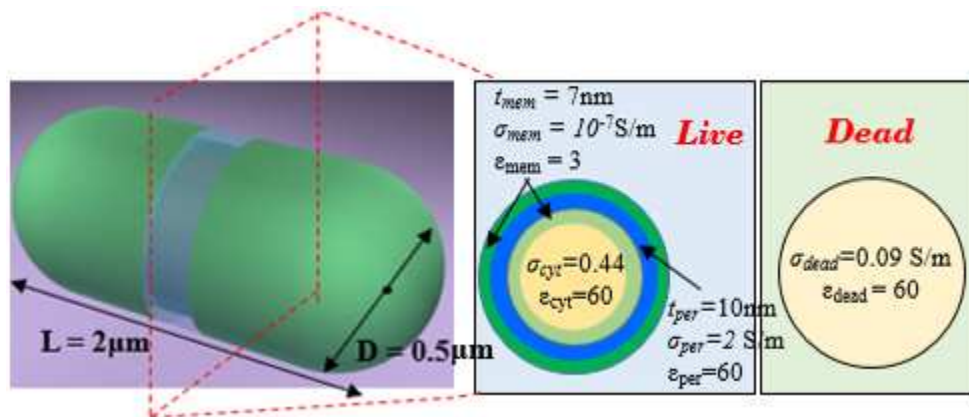 L = 2μm
D = 0.5μm
t_mem = 7nm
σ_mem = 10⁻⁷S/m
ε_mem = 3
Live
σ_cyt=0.44
ε_cyt=60
t_per=10nm
σ_per=2 S/m
ε_per=60
Dead
σ_dead=0.09 S/m
ε_dead = 60